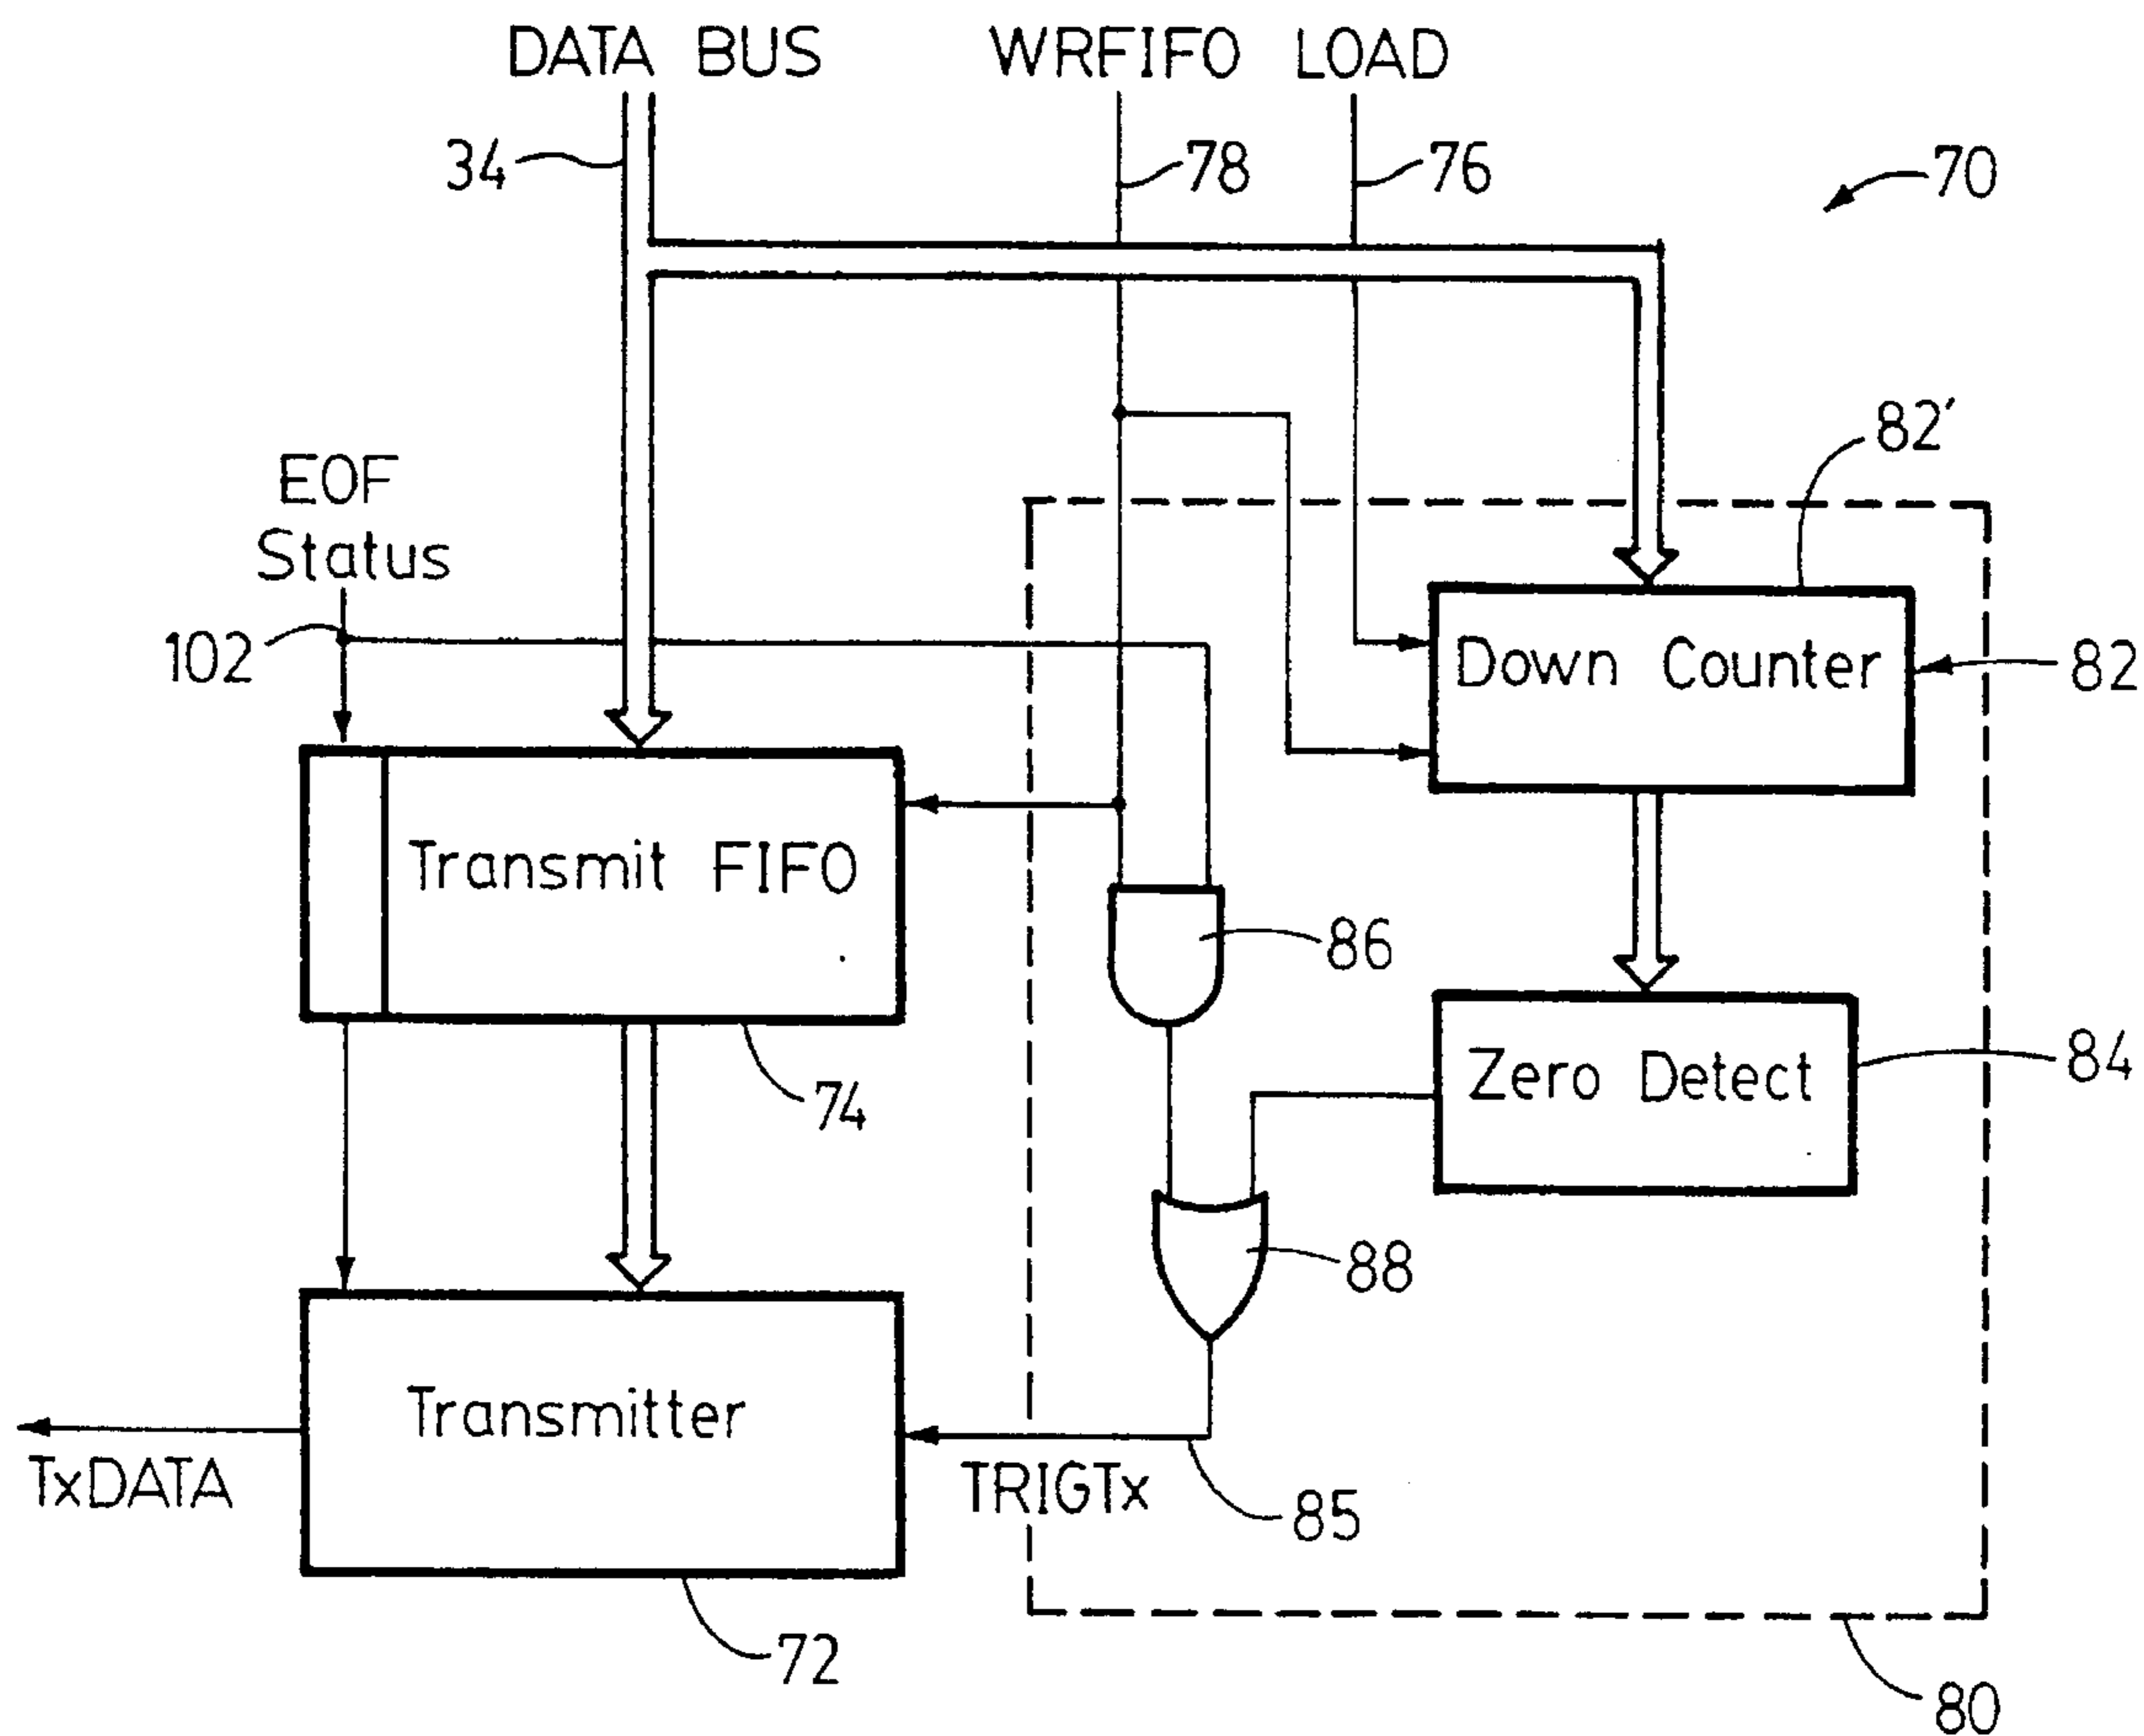 DATA BUS
WRFIFO
LOAD
34
78
76
70
82'
EOF
Status
102
Down Counter
82
Transmit FIFO
86
74
Zero Detect
84
88
Transmitter
TxDATA
TRIGTx
85
72
80